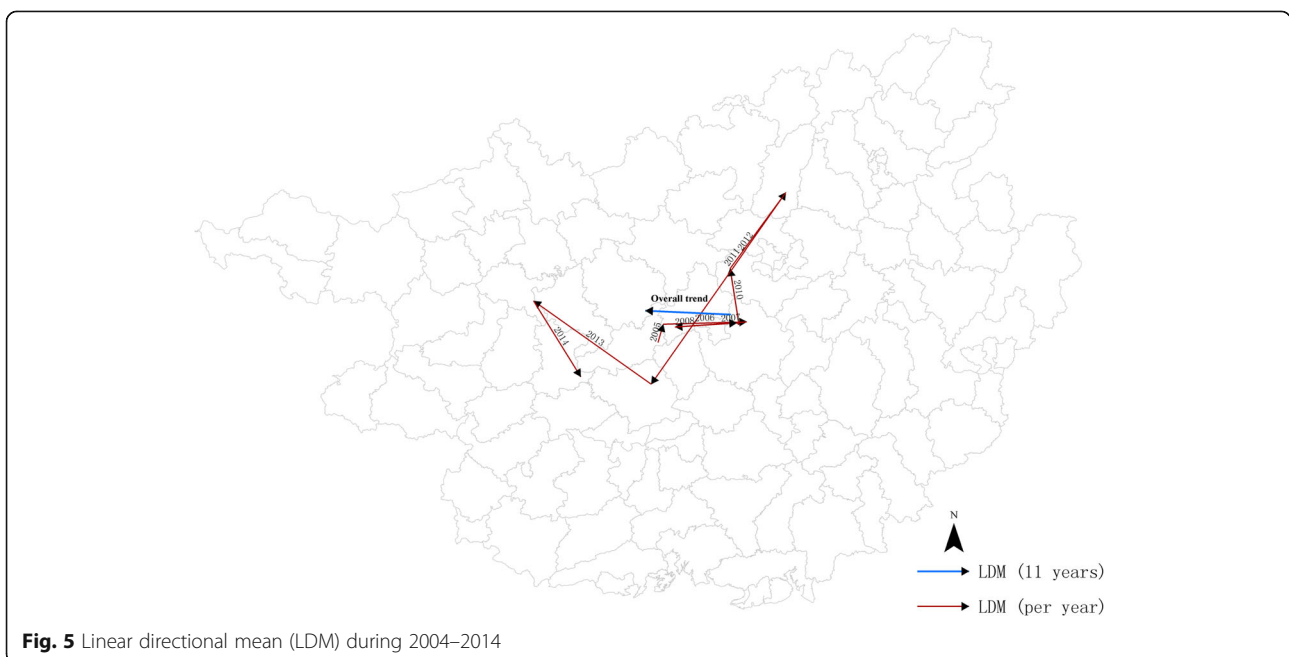 2011
2012
2010
Overall trend
2005
2008
2006
2007
2013
2014
N
LDM (11 years)
LDM (per year)
Fig. 5 Linear directional mean (LDM) during 2004–2014